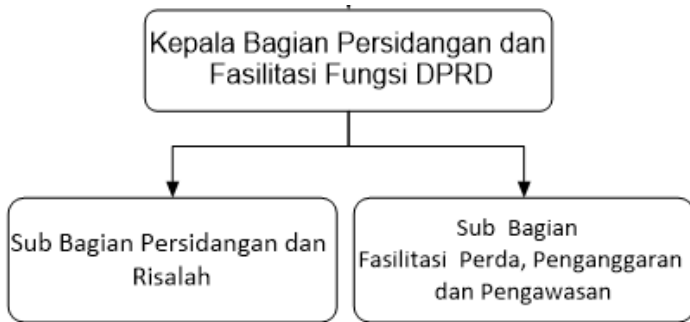 Kepala Bagian Persidangan dan
Fasilitasi Fungsi DPRD
Sub Bagian Persidangan dan
Risalah
Sub Bagian
Fasilitasi Perda, Penganggaran
dan Pengawasan